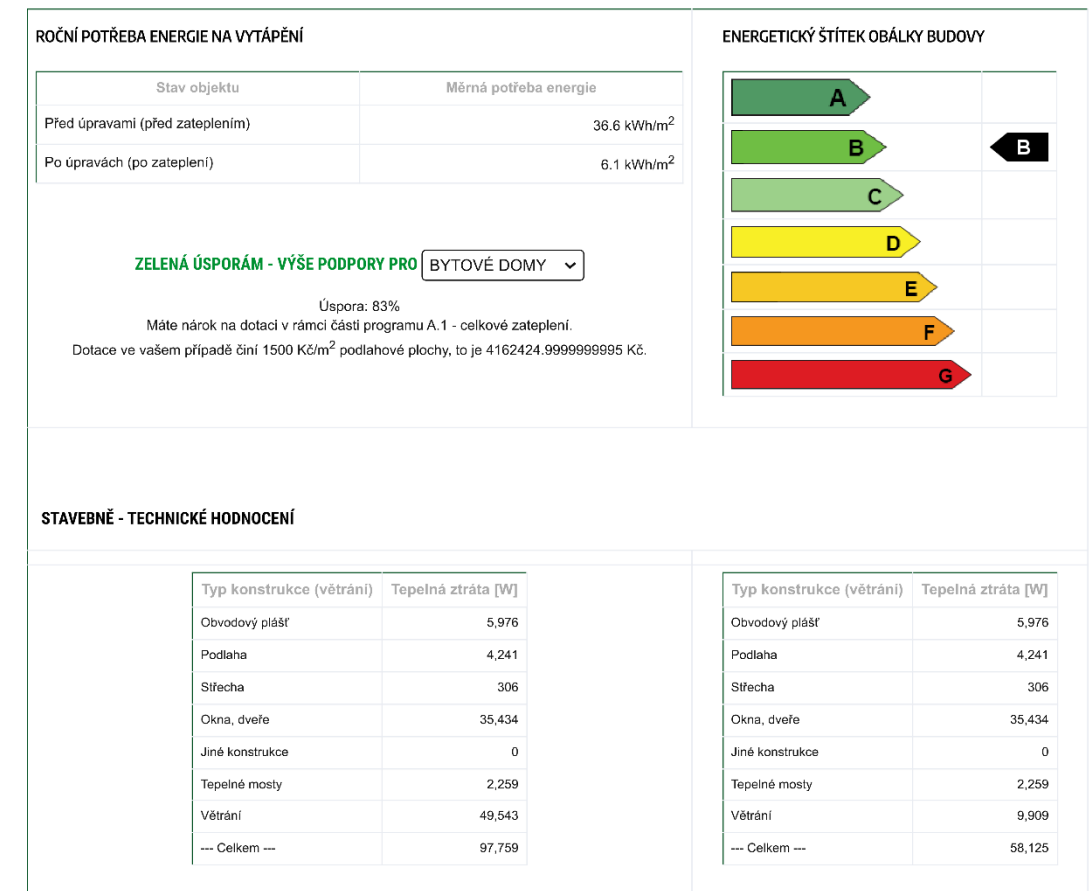 ROČNÍ POTŘEBA ENERGIE NA VYTÁPĚNÍ
Stav objektu Měrná potřeba energie
Před úpravami (před zateplením) 36.6 kWh/m2
Po úpravách (po zateplení) 6.1 kWh/m2
ZELENÁ ÚSPORÁM - VÝŠE PODPORY PRO BYTOVÉ DOMY
Úspora: 83%
Máte nárok na dotaci v rámci části programu A.1 - celkové zateplení.
Dotace ve vašem případě činí 1500 Kč/m2 podlahové plochy, to je 4162424.9999999995 Kč.
ENERGETICKÝ ŠTÍTEK OBÁLKY BUDOVY
A
B B
C
D
E
F
G
STAVEBNĚ - TECHNICKÉ HODNOCENÍ
Typ konstrukce (větrání) Tepelná ztráta [W]
Obvodový plášť 5,976
Podlaha 4,241
Střecha 306
Okna, dveře 35,434
Jiné konstrukce 0
Tepelné mosty 2,259
Větrání 49,543
--- Celkem --- 97,759
Typ konstrukce (větrání) Tepelná ztráta [W]
Obvodový plášť 5,976
Podlaha 4,241
Střecha 306
Okna, dveře 35,434
Jiné konstrukce 0
Tepelné mosty 2,259
Větrání 9,909
--- Celkem --- 58,125